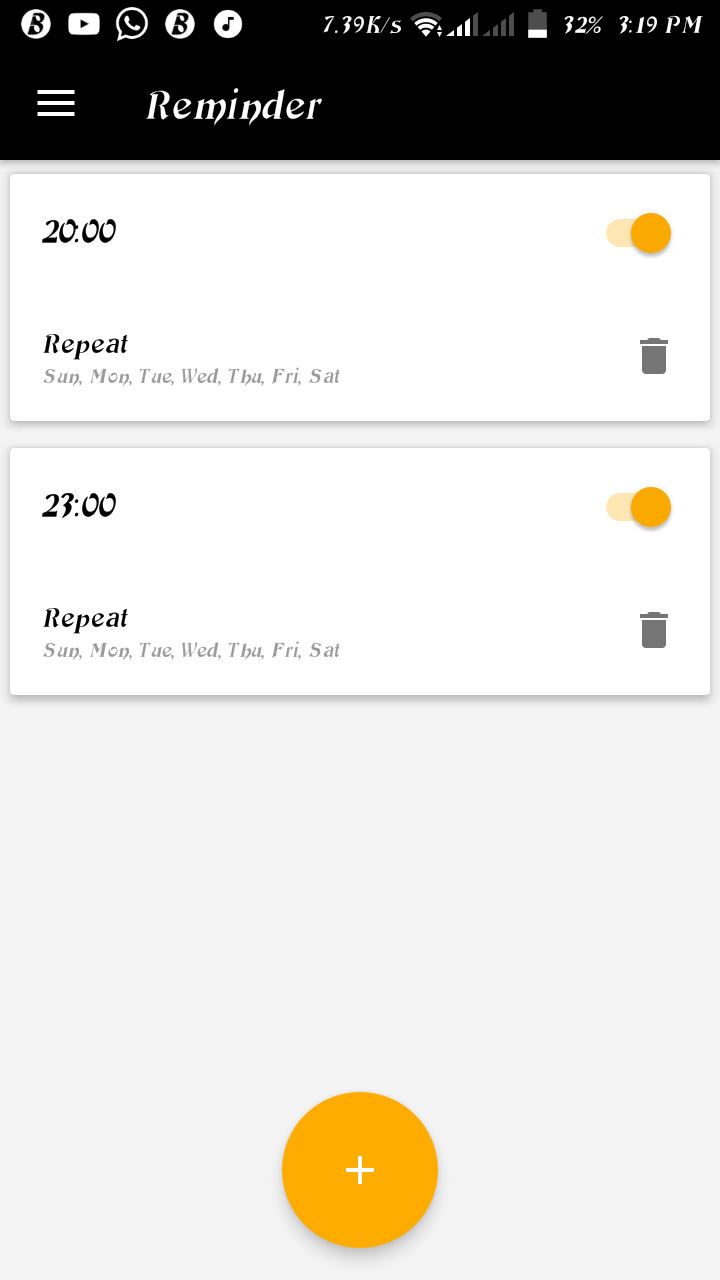 7.39K/s 32% 3:19 PM
Reminder
20:00
Repeat
Sun, Mon, Tue, Wed, Thu, Fri, Sat
23:00
Repeat
Sun, Mon, Tue, Wed, Thu, Fri, Sat